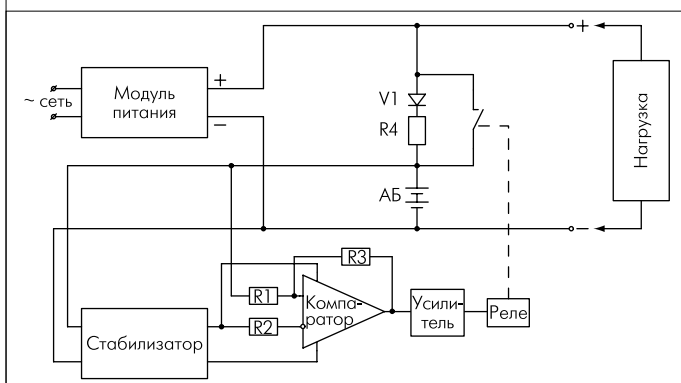 ~ сеть
Модуль
питания
+
−
V1
R4
АБ
+
−
Нагрузка
R3
R1
R2
Компа-
ратор
Стабилизатор
Усили-
тель
Реле